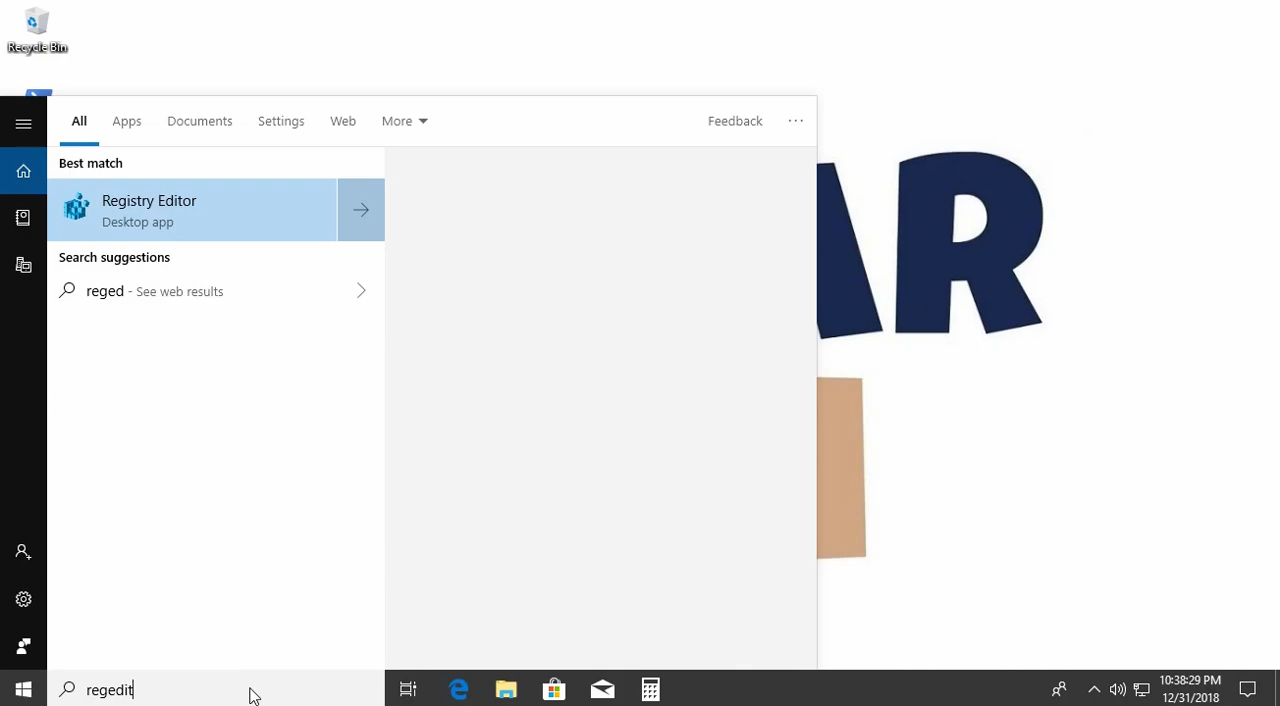 Recycle Bin
All Apps Documents Settings Web More Feedback ...
Best match
Registry Editor
Desktop app
Search suggestions
reged - See web results
AR
regedit
10:38:29 PM
12/31/2018